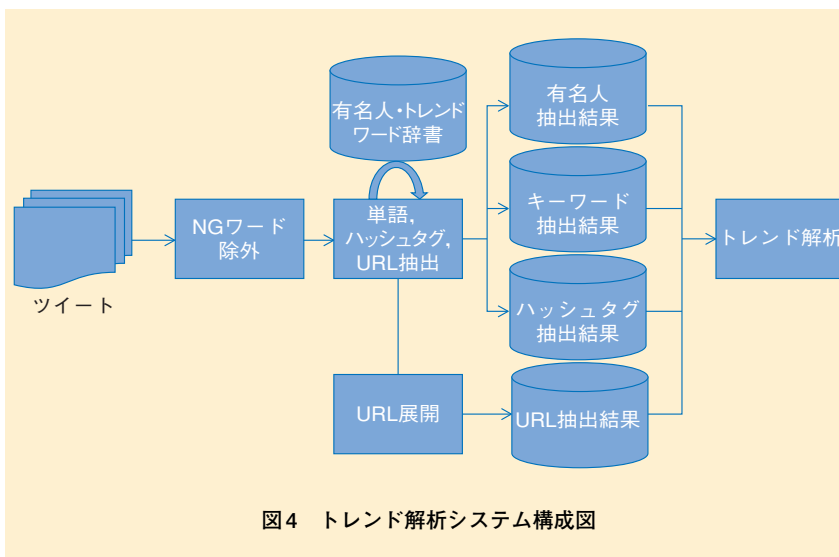 有名人・トレンド
ワード辞書
有名人
抽出結果
キーワード
抽出結果
ハッシュタグ
抽出結果
NGワード
除外
単語,
ハッシュタグ,
URL抽出
トレンド解析
ツイート
URL展開
URL抽出結果
図4 トレンド解析システム構成図